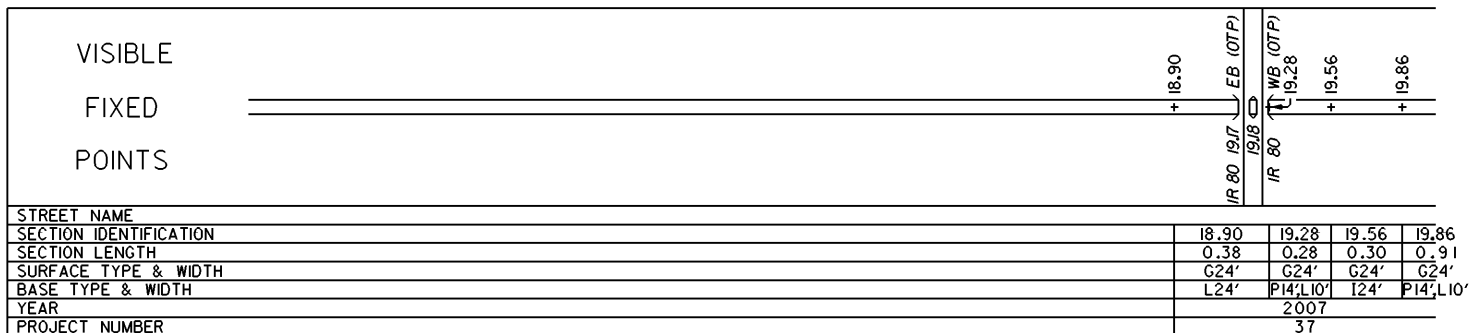 VISIBLE
FIXED
POINTS
18.90
IR 80 19.17 EB (OTP)
19.18
IR 80 WB (OTP)
19.28
19.56
19.86
STREET NAME
SECTION IDENTIFICATION 18.90 19.28 19.56 19.86
SECTION LENGTH 0.38 0.28 0.30 0.91
SURFACE TYPE & WIDTH G24' G24' G24' G24'
BASE TYPE & WIDTH L24' P14',L10' I24' P14',L10'
YEAR 2007
PROJECT NUMBER 37